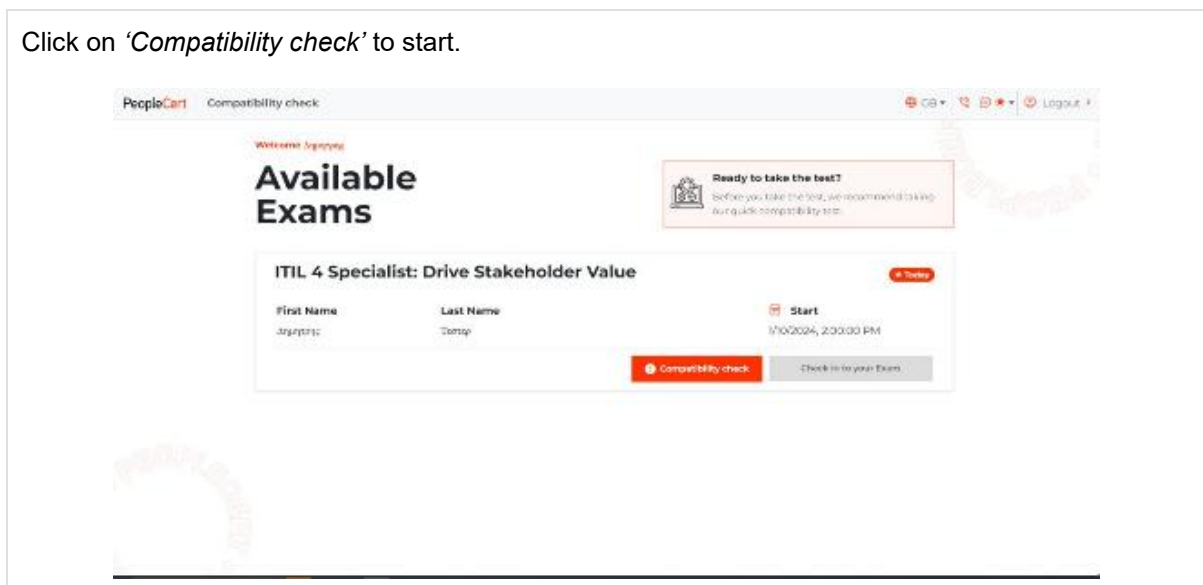 Click on ‘Compatibility check’ to start.
PeopleCert Compatibility check GB Logout
Welcome
Available
Exams
Ready to take the test?
Before you take the test, we recommend taking
our quick compatibility test.
ITIL 4 Specialist: Drive Stakeholder Value
Today
First Name Last Name Start
1/10/2024, 2:00:00 PM
Compatibility check Check in to your Exam